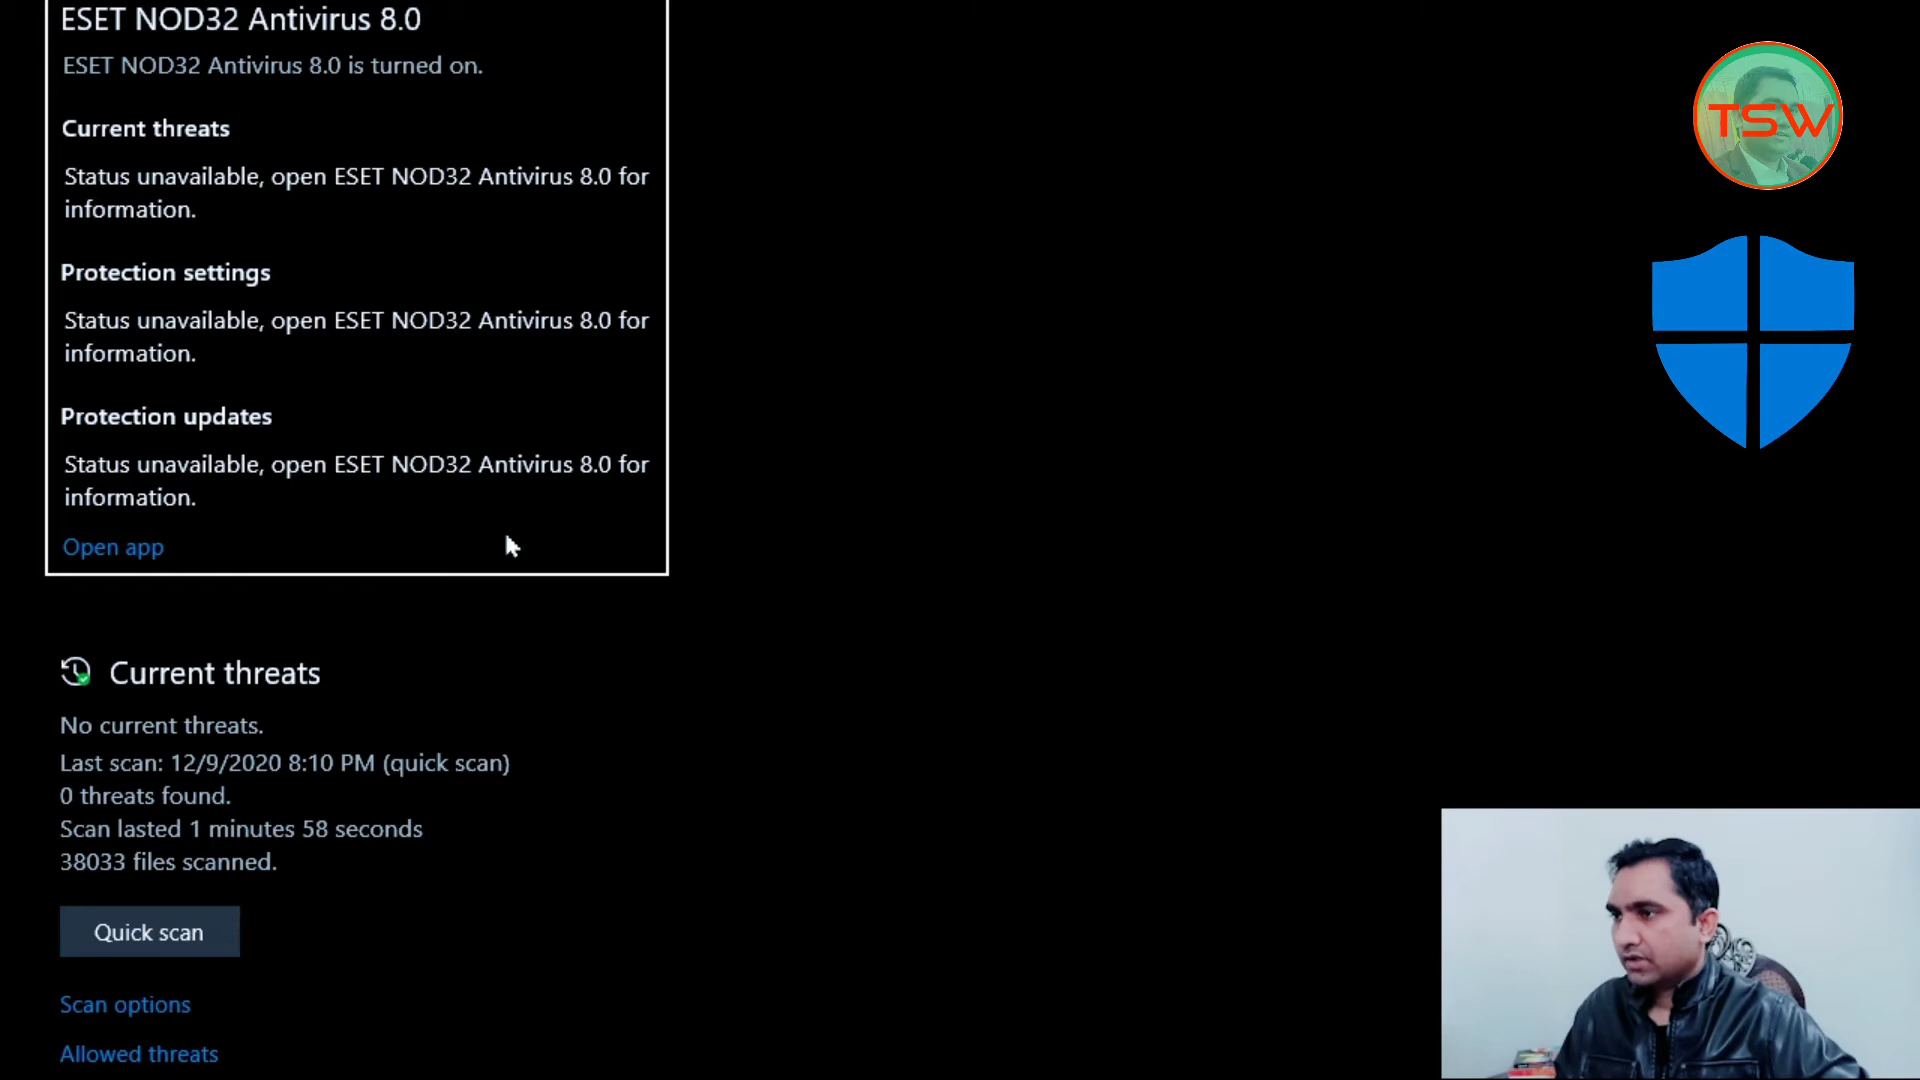 ESET NOD32 Antivirus 8.0
ESET NOD32 Antivirus 8.0 is turned on.
Current threats
Status unavailable, open ESET NOD32 Antivirus 8.0 for
information.
Protection settings
Status unavailable, open ESET NOD32 Antivirus 8.0 for
information.
Protection updates
Status unavailable, open ESET NOD32 Antivirus 8.0 for
information.
Open app
Current threats
No current threats.
Last scan: 12/9/2020 8:10 PM (quick scan)
0 threats found.
Scan lasted 1 minutes 58 seconds
38033 files scanned.
Quick scan
Scan options
Allowed threats
TSW